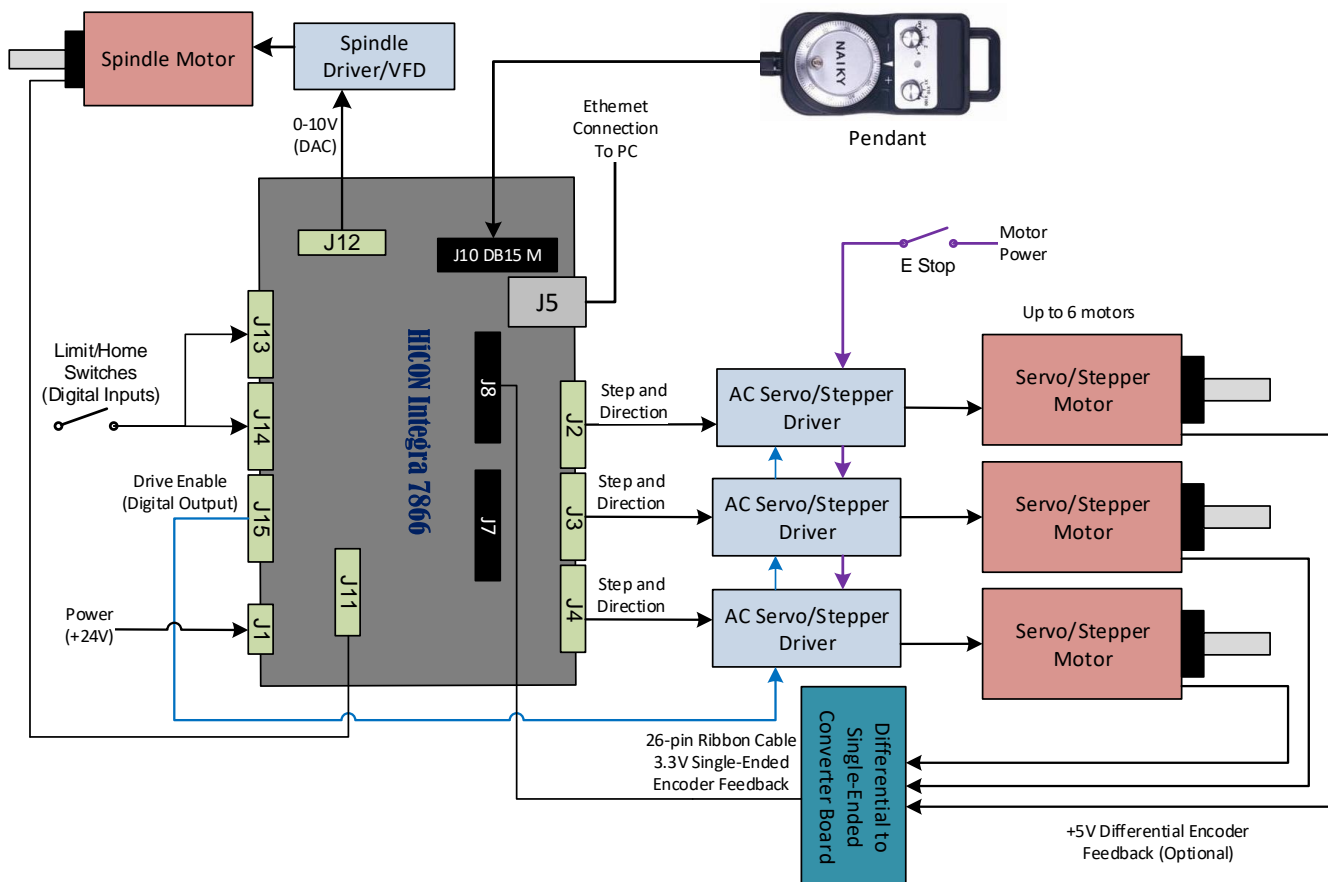 Spindle Motor
Spindle
Driver/VFD
0-10V
(DAC)
Ethernet
Connection
To PC
NAIKY
Pendant
J12
J10 DB15 M
J5
E Stop
Motor
Power
Up to 6 motors
Limit/Home
Switches
(Digital Inputs)
J13
J14
J15
J1
J11
HiCON Integra 7866
J8
J7
J2
J3
J4
Drive Enable
(Digital Output)
Power
(+24V)
Step and
Direction
Step and
Direction
Step and
Direction
AC Servo/Stepper
Driver
AC Servo/Stepper
Driver
AC Servo/Stepper
Driver
Servo/Stepper
Motor
Servo/Stepper
Motor
Servo/Stepper
Motor
26-pin Ribbon Cable
3.3V Single-Ended
Encoder Feedback
Differential to
Single-Ended
Converter Board
+5V Differential Encoder
Feedback (Optional)